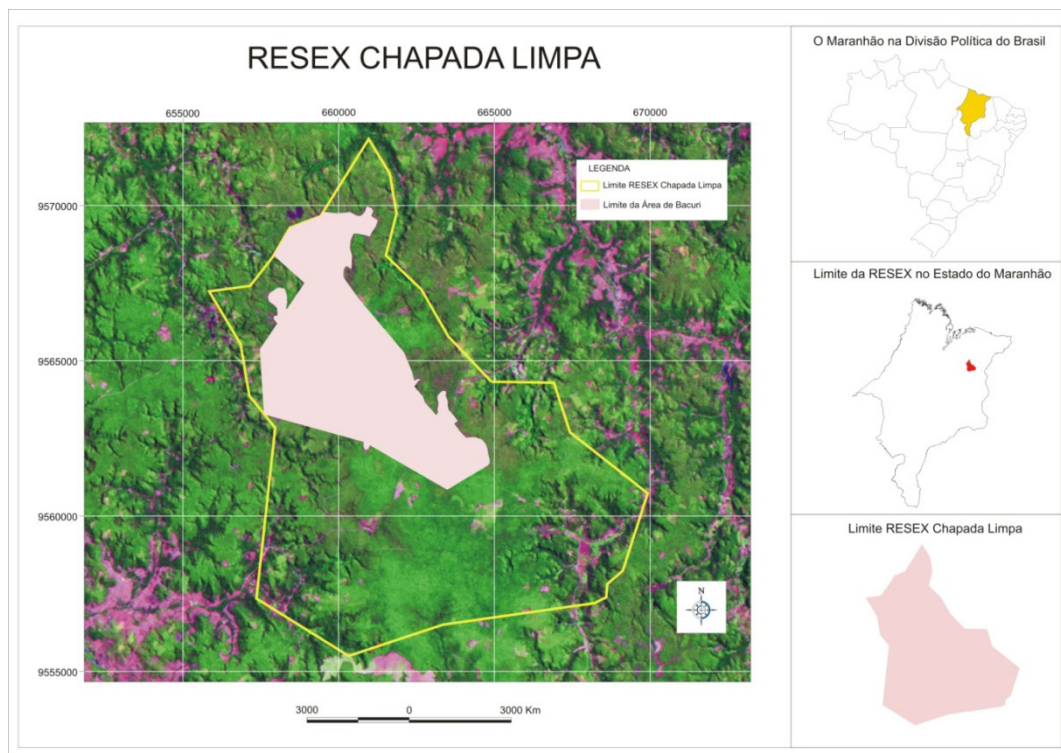 RESEX CHAPADA LIMPA
655000
660000
665000
670000
9570000
9565000
9560000
9555000
LEGENDA
Limite RESEX Chapada Limpa
Limite da Área de Bacuri
N
3000 0 3000 Km
O Maranhão na Divisão Política do Brasil
Limite da RESEX no Estado do Maranhão
Limite RESEX Chapada Limpa